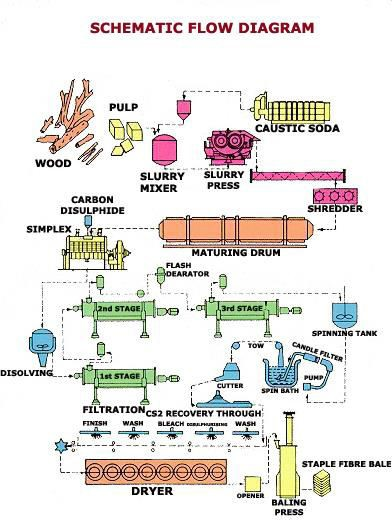 SCHEMATIC FLOW DIAGRAM
PULP
WOOD
CAUSTIC SODA
SLURRY
MIXER
SLURRY
PRESS
SHREDDER
CARBON
DISULPHIDE
SIMPLEX
MATURING DRUM
FLASH
DEARATOR
2nd STAGE
3rd STAGE
SPINNING TANK
DISOLVING
1st STAGE
TOW
CANDLE FILTER
CUTTER
SPIN BATH
PUMP
FILTRATION
CS2 RECOVERY THROUGH
FINISH
WASH
BLEACH
DISULPHURISING
WASH
DRYER
OPENER
BALING
PRESS
STAPLE FIBRE BALE